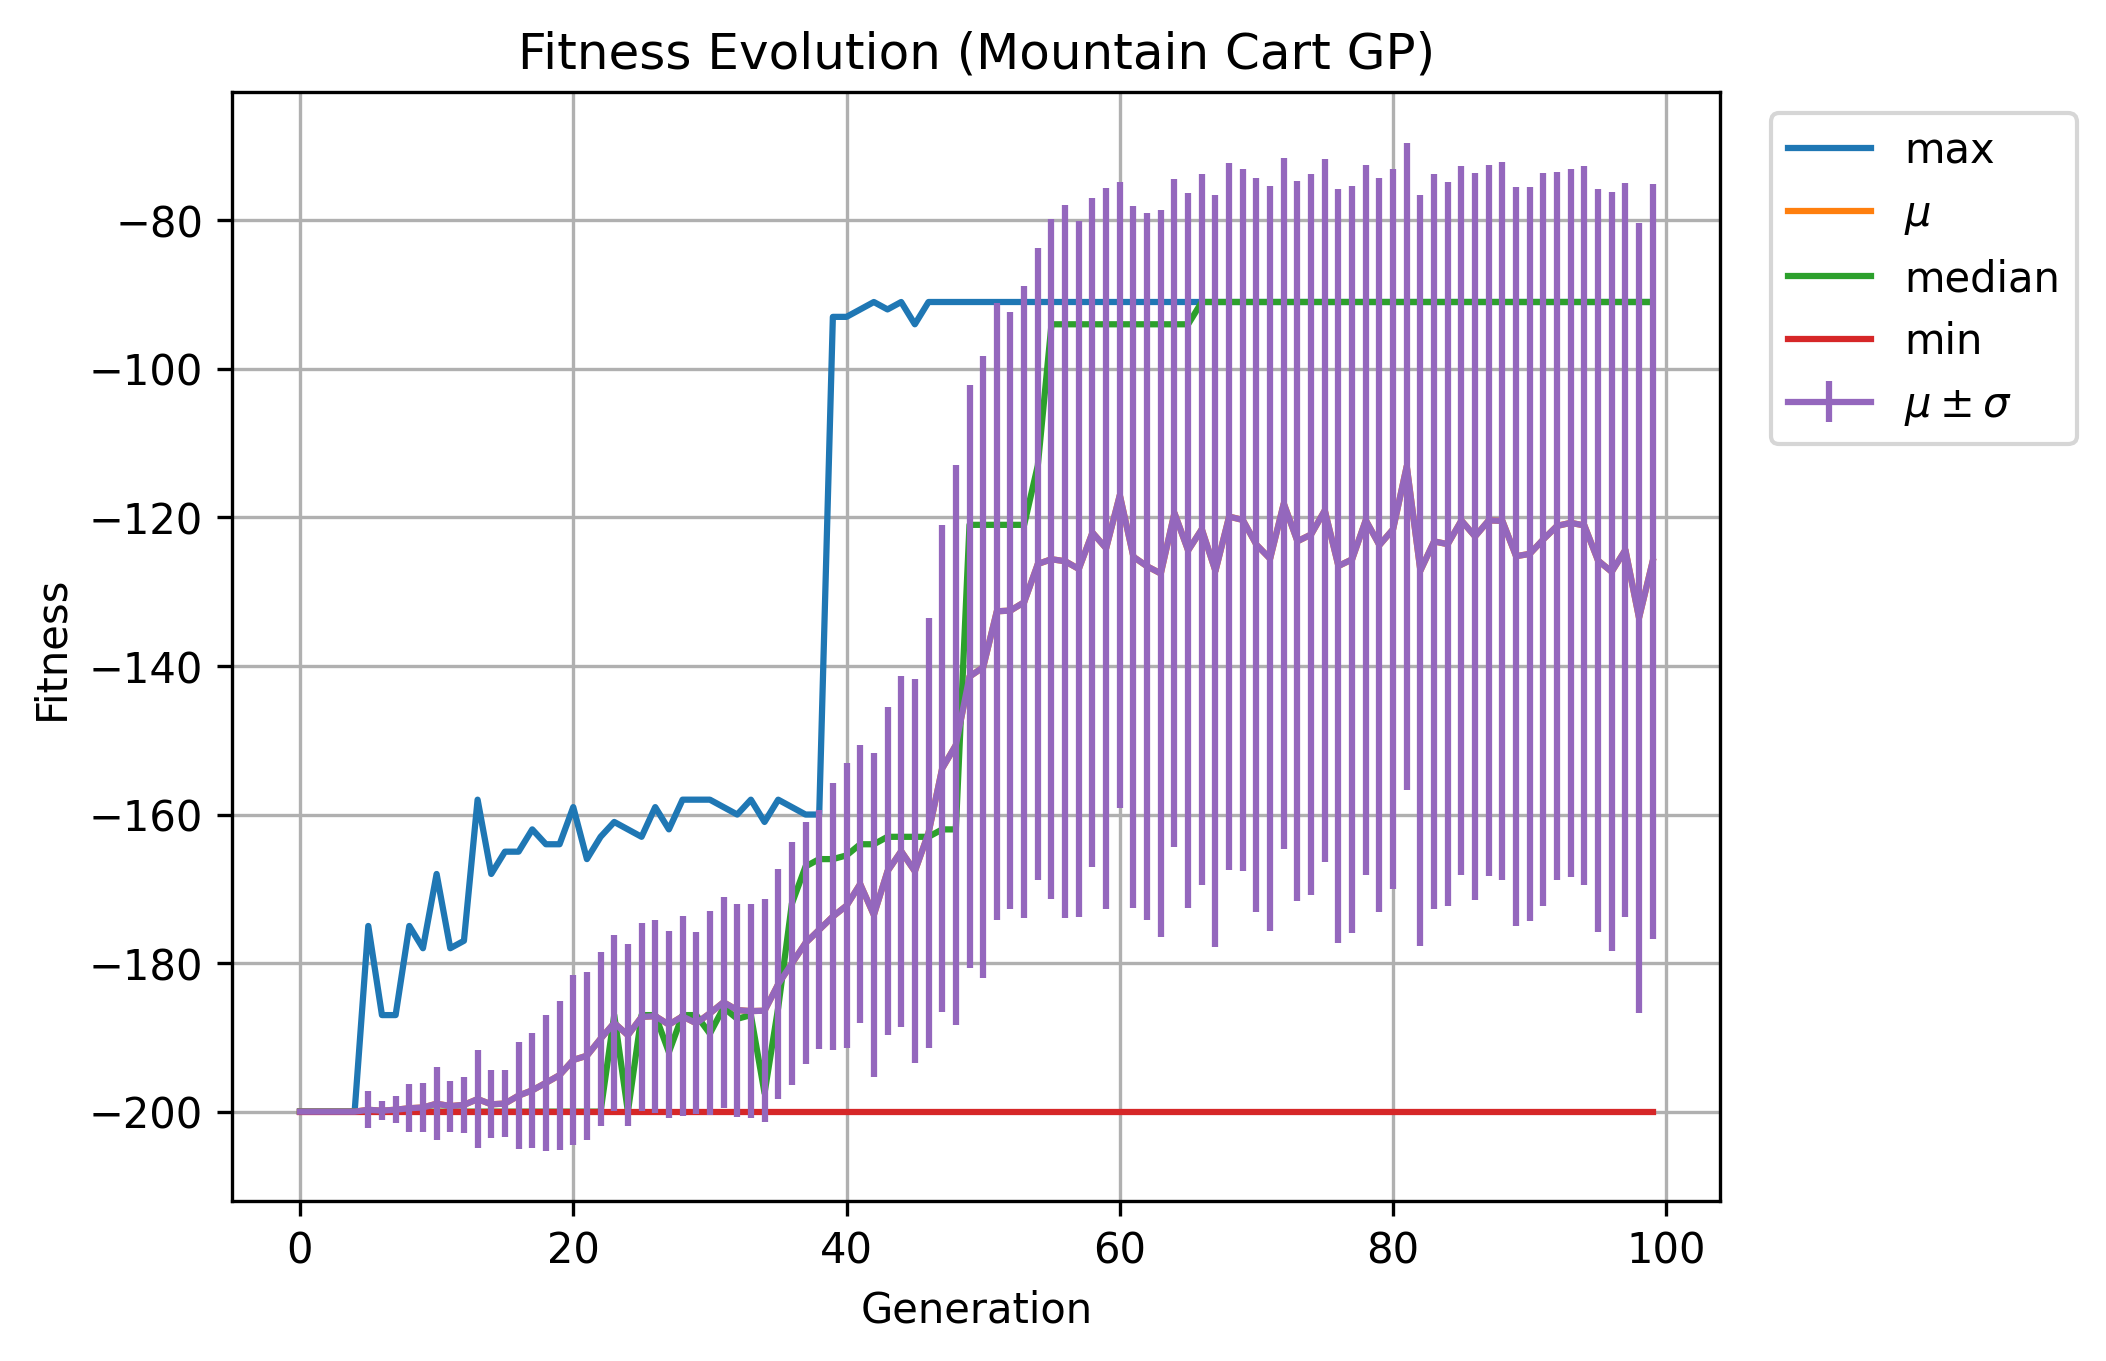 Fitness Evolution (Mountain Cart GP)
max
μ
median
min
μ ± σ
−80
−100
−120
−140
−160
−180
−200
Fitness
0 20 40 60 80 100
Generation